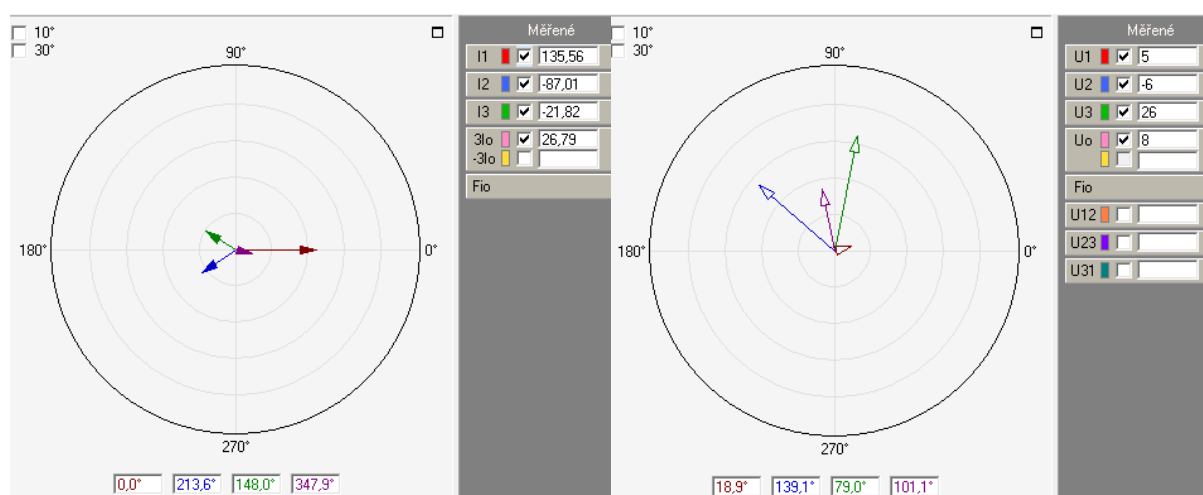 10°
30°
90°
180°
0°
270°
0,0° 213,6° 148,0° 347,9°
Měřené
I1 135,56
I2 -87,01
I3 -21,82
3Io 26,79
-3Io
Fio
10°
30°
90°
180°
0°
270°
18,9° 139,1° 79,0° 101,1°
Měřené
U1 5
U2 -6
U3 26
Uo 8
Fio
U12
U23
U31